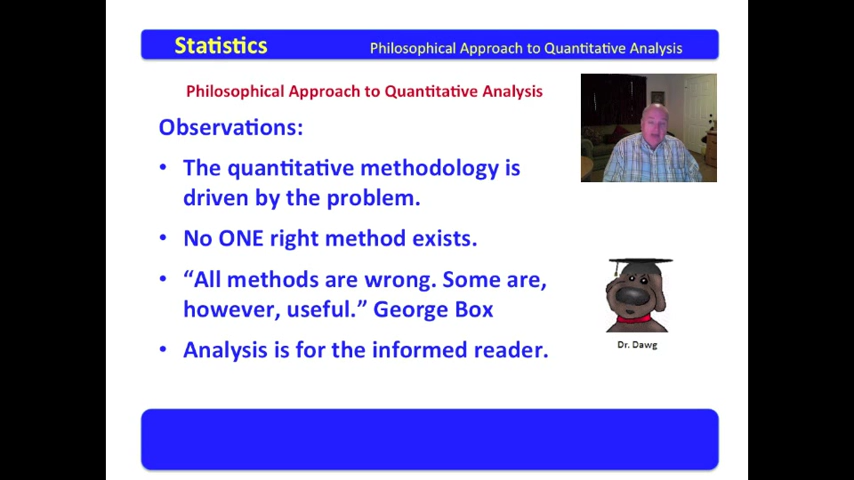 Statistics
Philosophical Approach to Quantitative Analysis
Philosophical Approach to Quantitative Analysis
Observations:
• The quantitative methodology is
driven by the problem.
• No ONE right method exists.
• “All methods are wrong. Some are,
however, useful.” George Box
• Analysis is for the informed reader.
Dr. Dawg